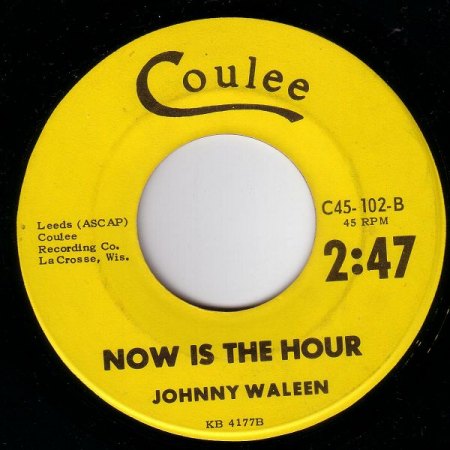 Coulee
Leeds (ASCAP)
Coulee
Recording Co.
La Crosse, Wis.
C45-102-B
45 RPM
2:47
NOW IS THE HOUR
JOHNNY WALEEN
KB 4177B